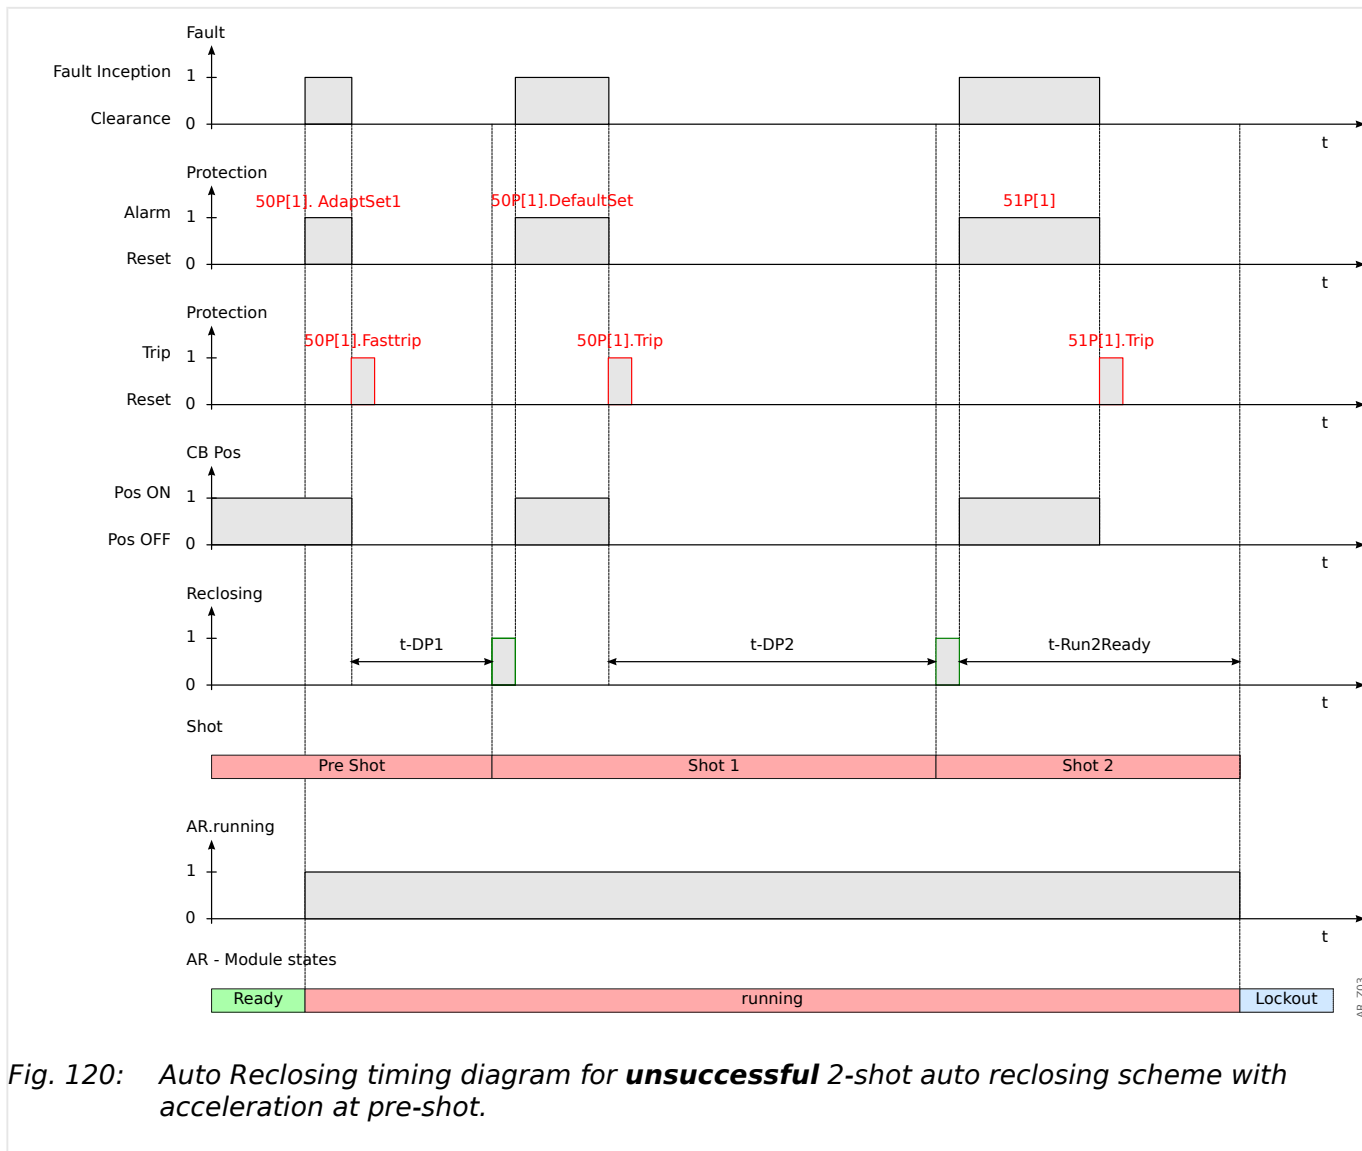 Fault
Fault Inception 1
Clearance 0
t
Protection
50P[1]. AdaptSet1 50P[1].DefaultSet 51P[1]
Alarm 1
Reset 0
t
Protection
50P[1].Fasttrip 50P[1].Trip 51P[1].Trip
Trip 1
Reset 0
t
CB Pos
Pos ON 1
Pos OFF 0
t
Reclosing
1 t-DP1 t-DP2 t-Run2Ready
0
t
Shot
Pre Shot Shot 1 Shot 2
AR.running
1
0
t
AR - Module states
Ready running Lockout
AR_Z03
Fig. 120: Auto Reclosing timing diagram for unsuccessful 2-shot auto reclosing scheme with
acceleration at pre-shot.